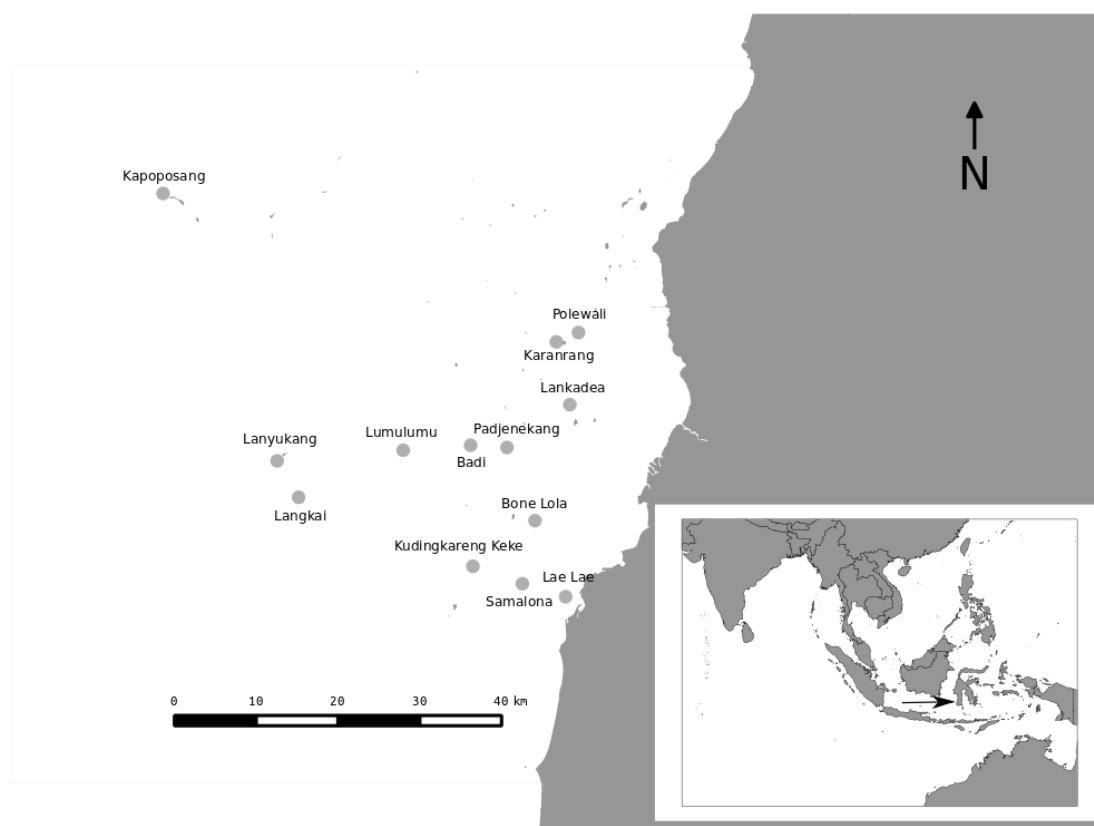 Kapoposang
N
Polewali
Karanrang
Lankadea
Padjenekang
Lumulumu
Lanyukang
Badi
Bone Lola
Langkai
Kudingkareng Keke
Lae Lae
Samalona
0 10 20 30 40 km